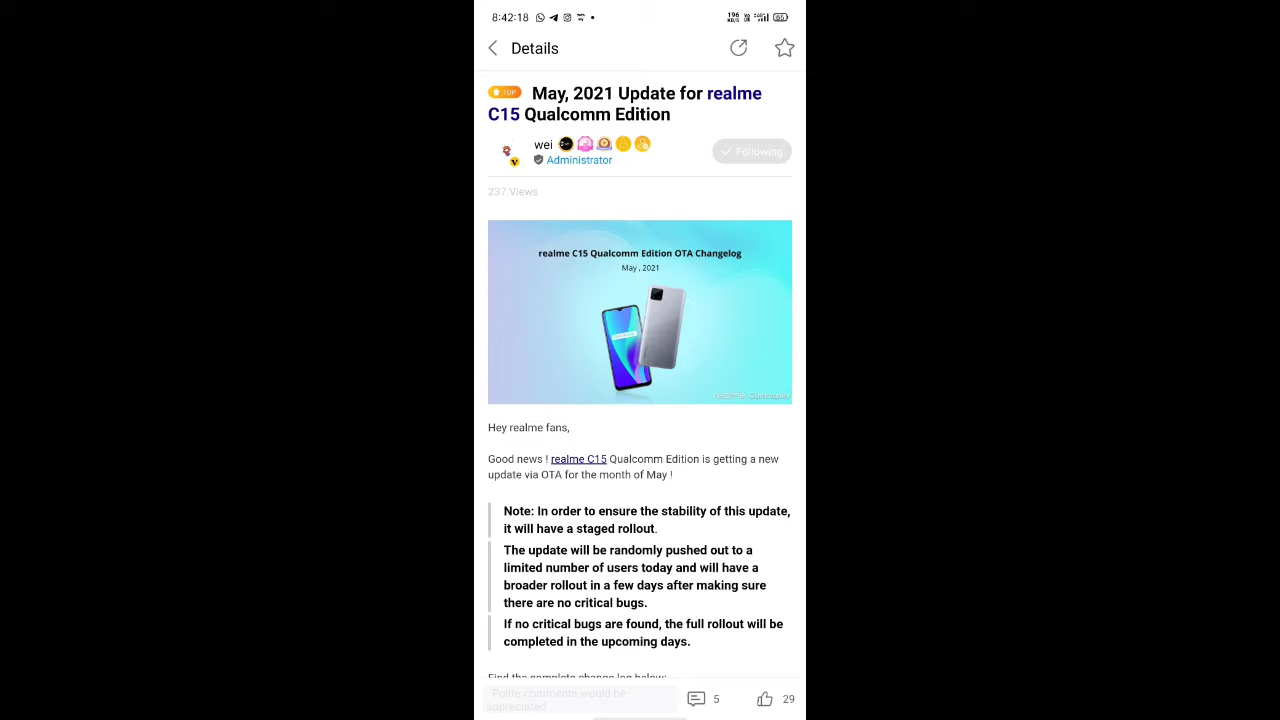 8:42:18
196
KB/S
65
Details
TOP May, 2021 Update for realme
C15 Qualcomm Edition
wei
Administrator
Following
237 Views
realme C15 Qualcomm Edition OTA Changelog
May , 2021
Hey realme fans,
Good news ! realme C15 Qualcomm Edition is getting a new
update via OTA for the month of May !
Note: In order to ensure the stability of this update,
it will have a staged rollout.
The update will be randomly pushed out to a
limited number of users today and will have a
broader rollout in a few days after making sure
there are no critical bugs.
If no critical bugs are found, the full rollout will be
completed in the upcoming days.
Find the complete change log below:
Polite comments would be
appreciated
5
29